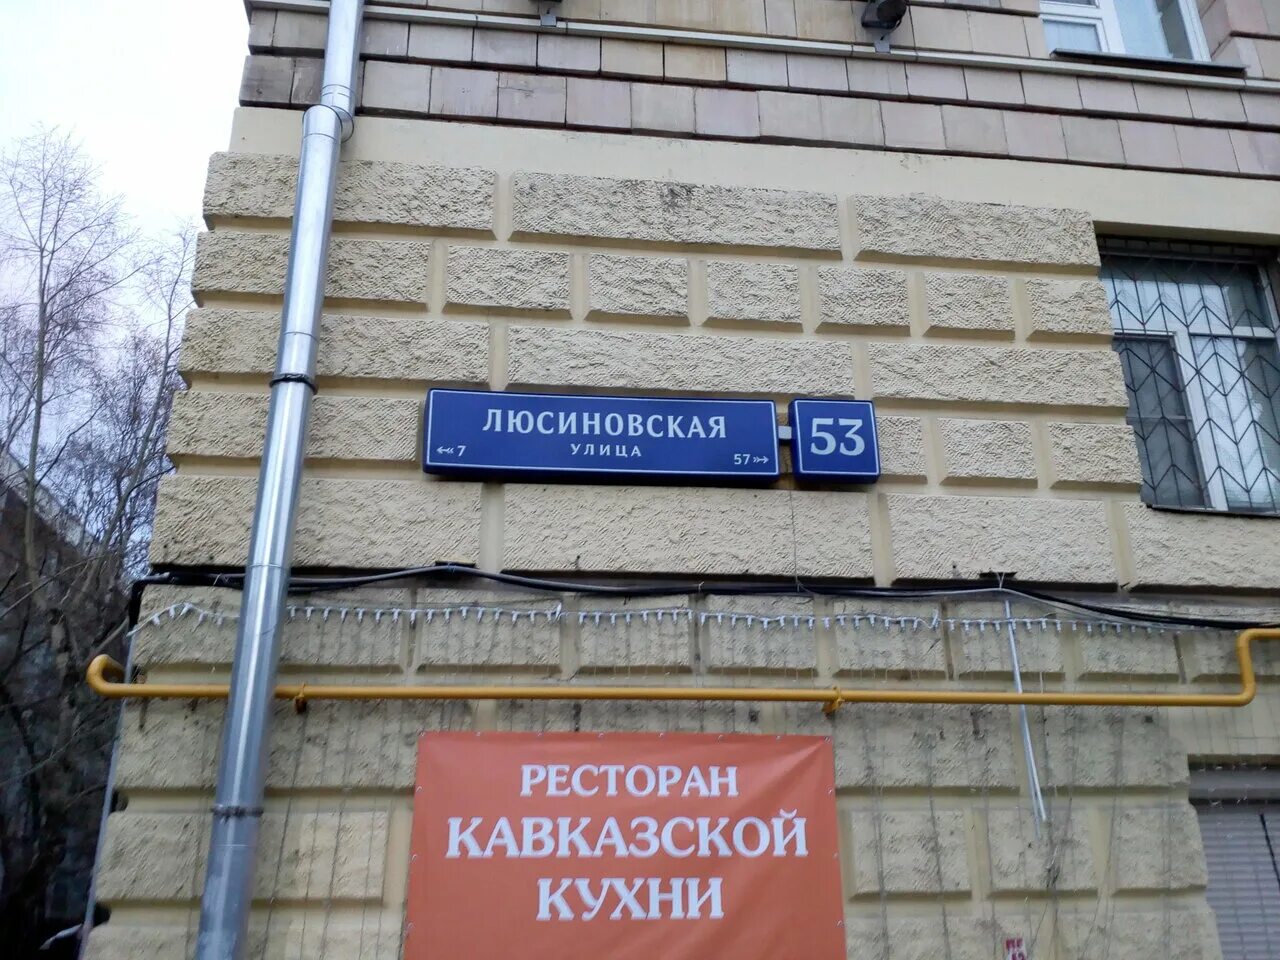 ЛЮСИНОВСКАЯ
УЛИЦА
7
57
53
РЕСТОРАН
КАВКАЗСКОЙ
КУХНИ